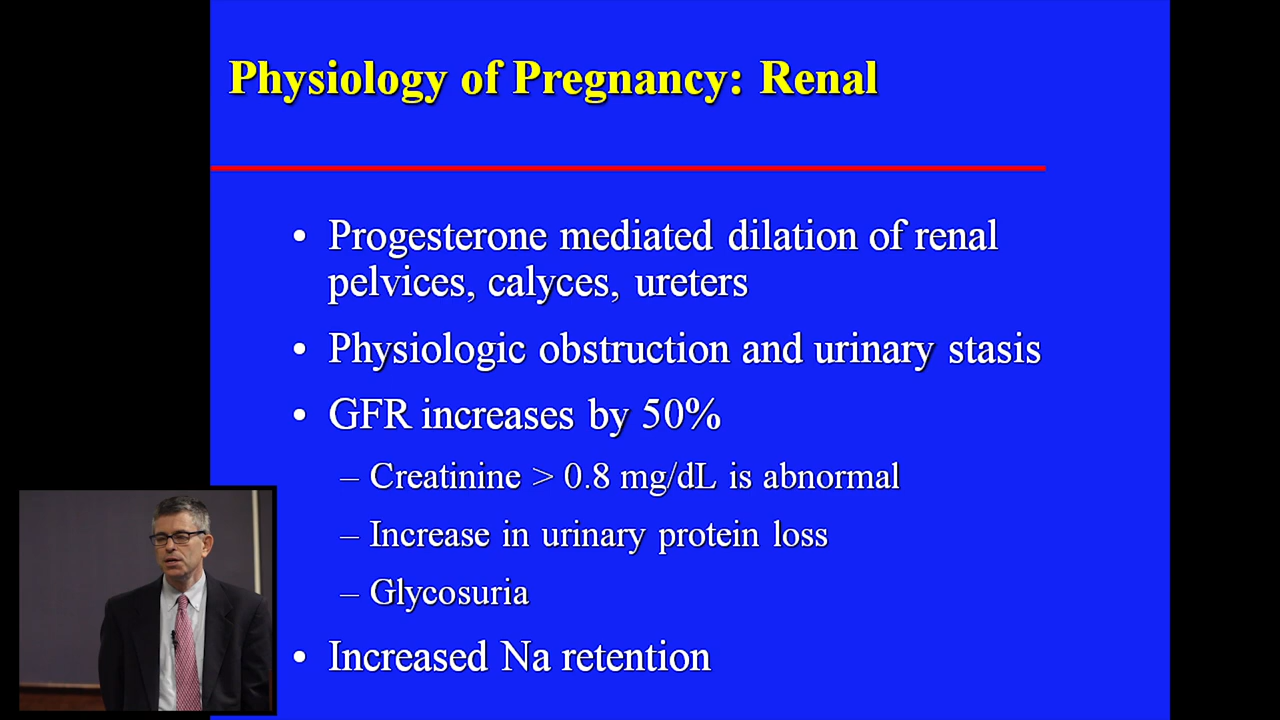 Physiology of Pregnancy: Renal
• Progesterone mediated dilation of renal
pelvices, calyces, ureters
• Physiologic obstruction and urinary stasis
• GFR increases by 50%
– Creatinine > 0.8 mg/dL is abnormal
– Increase in urinary protein loss
– Glycosuria
• Increased Na retention